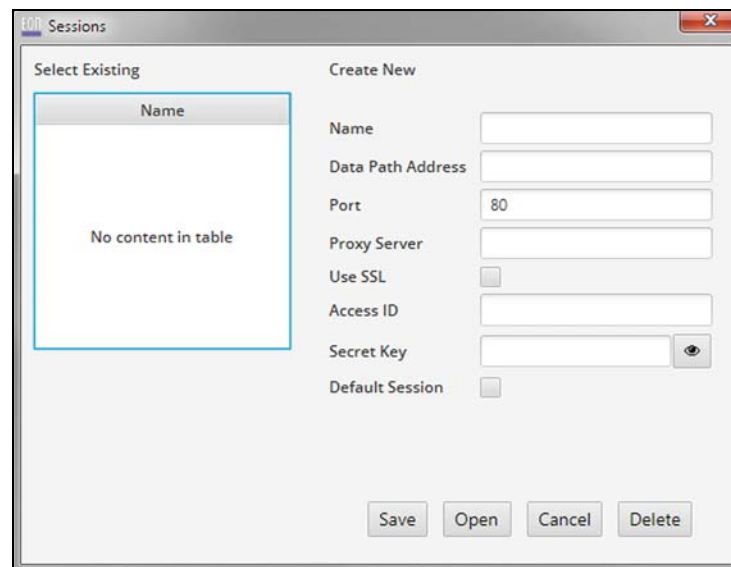 EON Sessions
Select Existing
Name
No content in table
Create New
Name
Data Path Address
Port 80
Proxy Server
Use SSL
Access ID
Secret Key
Default Session
Save Open Cancel Delete